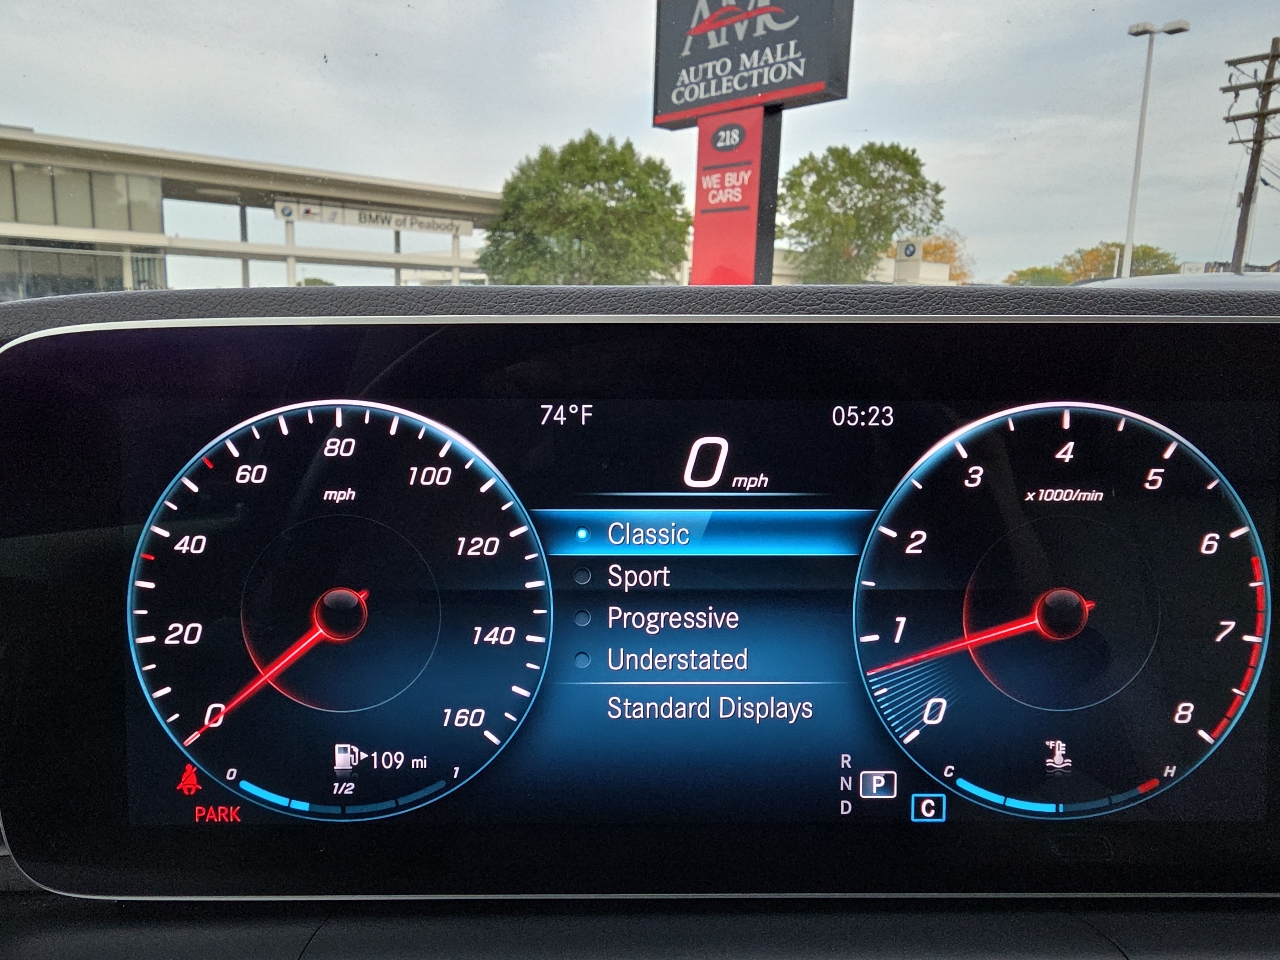 AMC
AUTO MALL
COLLECTION
218
WE BUY
CARS
BMW of Peabody
74°F
05:23
0 mph
Classic
Sport
Progressive
Understated
Standard Displays
0
20
40
60
80
100
120
140
160
mph
109 mi
0
1/2
1
PARK
0
1
2
3
4
5
6
7
8
x1000/min
R
N
P
D
C
C
°F
H